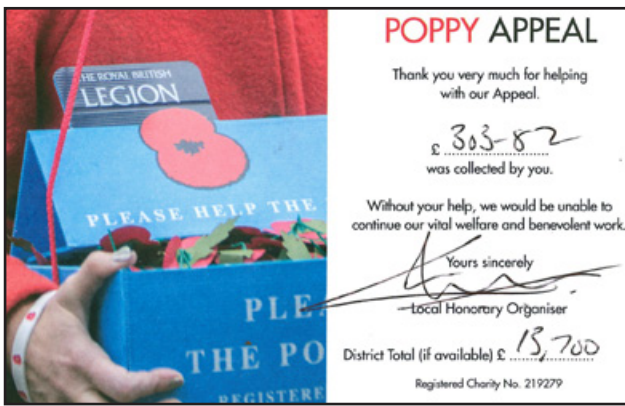 THE ROYAL BRITISH
LEGION
PLEASE HELP THE
PLEA
THE PO
REGISTERE
POPPY APPEAL
Thank you very much for helping
with our Appeal.
£ 303-82
was collected by you.
Without your help, we would be unable to
continue our vital welfare and benevolent work.
Yours sincerely
Local Honorary Organiser
District Total (if available) £ 13,700
Registered Charity No. 219279